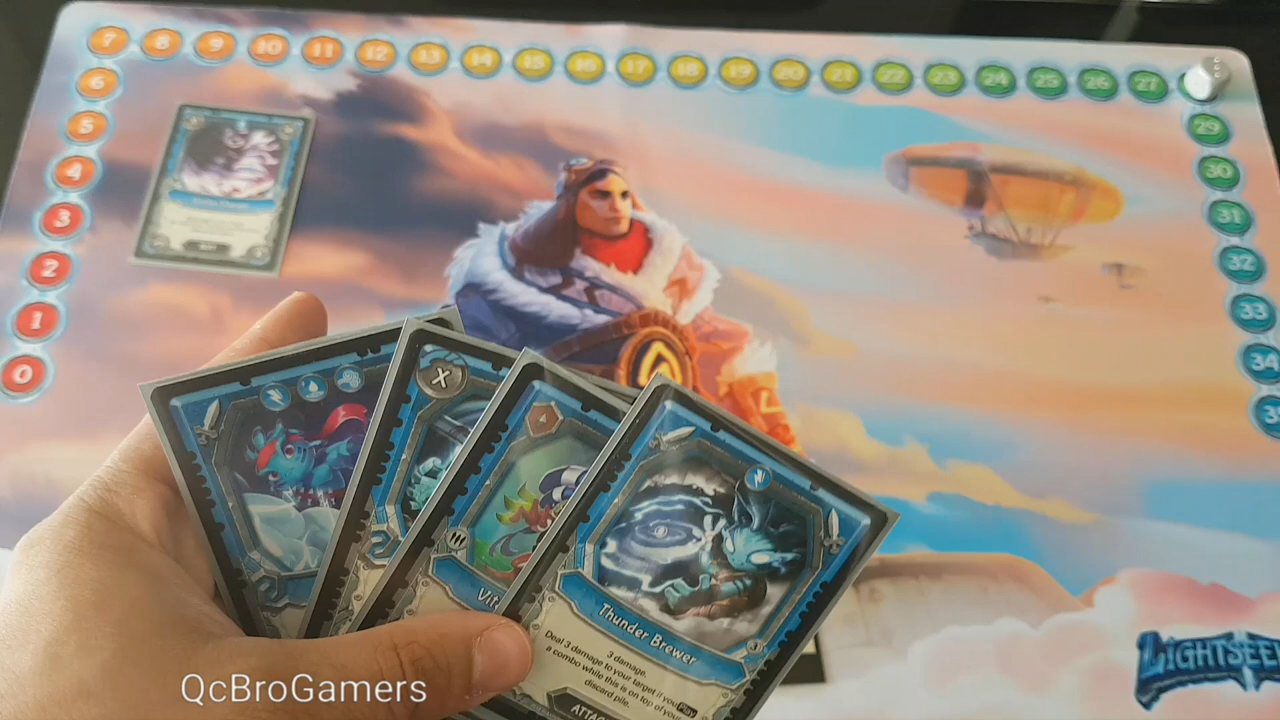 7 8 9 10 11 12 13 14 15 16 17 18 19 20 21 22 23 24 25 26 27
6
5
4
3
2
1
0
29
30
31
32
33
34
X
4
Vit
Thunder Brewer
3 damage.
Deal 3 damage to your target if you Play
a combo while this is on top of your
discard pile.
ATTAC
LIGHTSEE
QcBroGamers